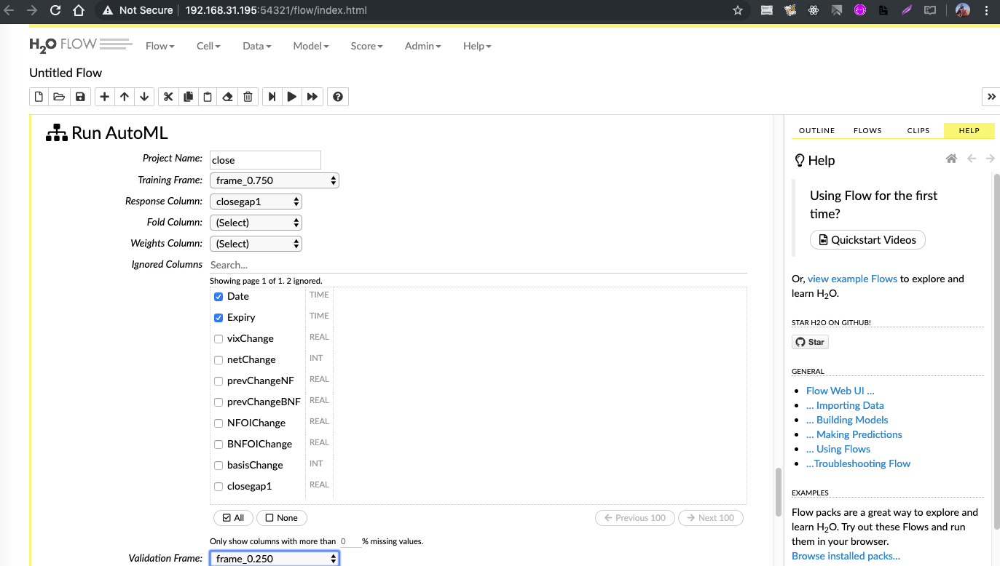 Not Secure 192.168.31.195:54321/flow/index.html
H2O FLOW Flow Cell Data Model Score Admin Help
Untitled Flow
Run AutoML
Project Name: close
Training Frame: frame_0.750
Response Column: closegap1
Fold Column: (Select)
Weights Column: (Select)
Ignored Columns Search...
Showing page 1 of 1. 2 ignored.
Date TIME
Expiry TIME
vixChange REAL
netChange INT
prevChangeNF REAL
prevChangeBNF REAL
NFOIChange REAL
BNFOIChange REAL
basisChange INT
closegap1 REAL
All None Previous 100 Next 100
Only show columns with more than 0 % missing values.
Validation Frame: frame_0.250
OUTLINE FLOWS CLIPS HELP
Help
Using Flow for the first
time?
Quickstart Videos
Or, view example Flows to explore and
learn H2O.
STAR H2O ON GITHUB!
Star
GENERAL
Flow Web UI ...
... Importing Data
... Building Models
... Making Predictions
... Using Flows
...Troubleshooting Flow
EXAMPLES
Flow packs are a great way to explore and
learn H2O. Try out these Flows and run
them in your browser.
Browse installed packs...